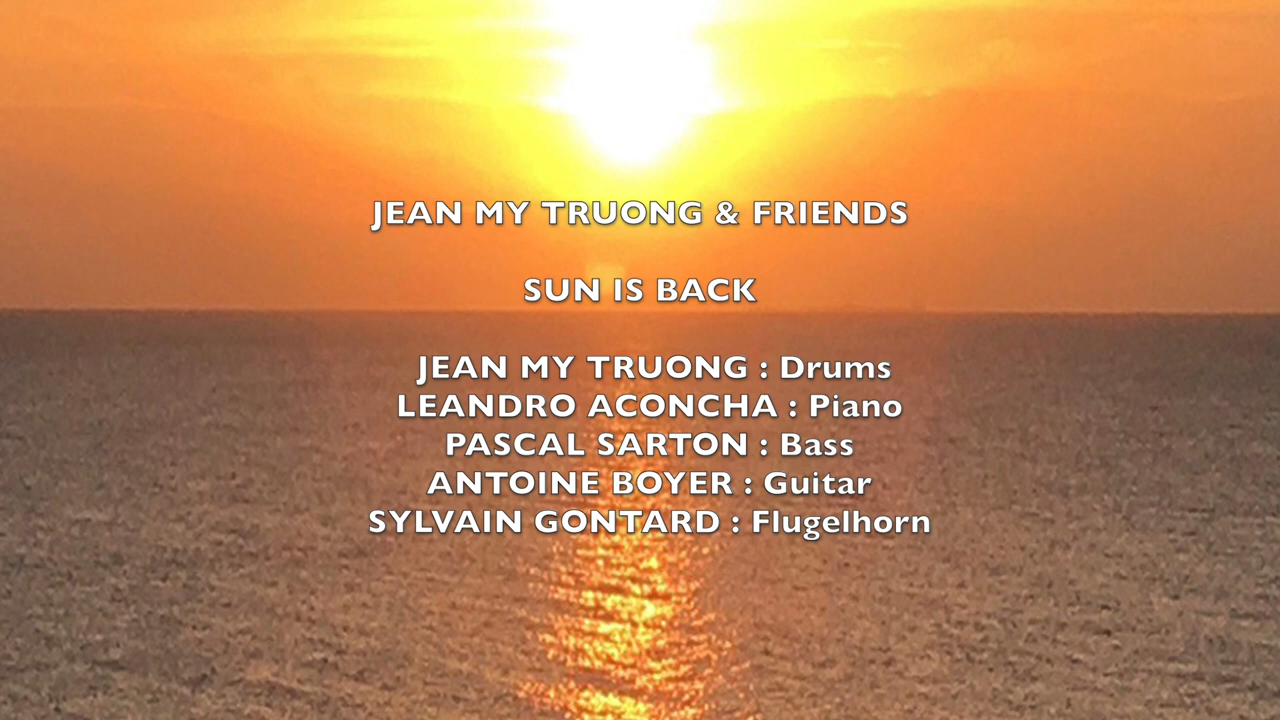 JEAN MY TRUONG & FRIENDS
SUN IS BACK
JEAN MY TRUONG : Drums
LEANDRO ACONCHA : Piano
PASCAL SARTON : Bass
ANTOINE BOYER : Guitar
SYLVAIN GONTARD : Flugelhorn